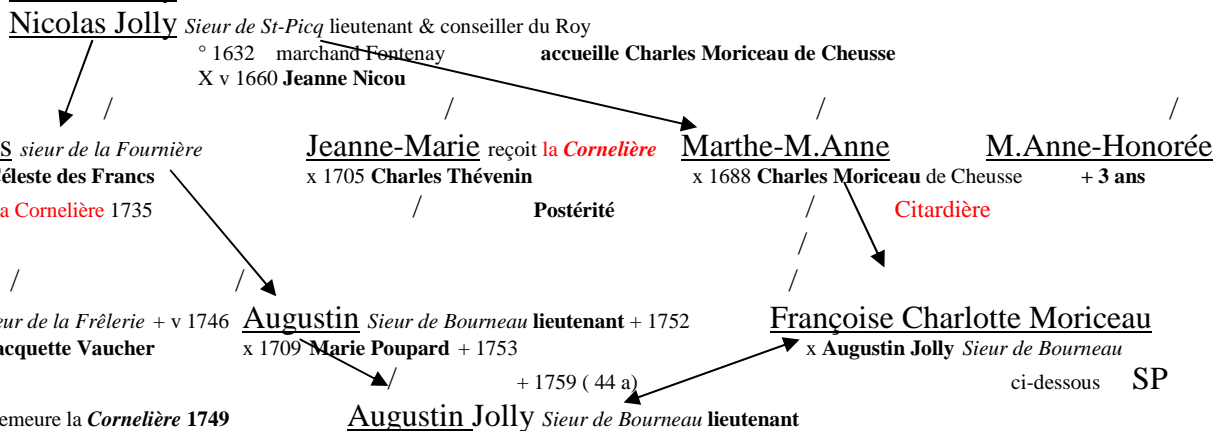 Nicolas Jolly Sieur de St-Picq lieutenant & conseiller du Roy
° 1632 marchand Fontenay accueille Charles Moriceau de Cheusse
X v 1660 Jeanne Nicou
/ / / /
s sieur de la Fournière Jeanne-Marie reçoit la Cornelière Marthe-M.Anne M.Anne-Honorée
Céleste des Francs x 1705 Charles Thévenin x 1688 Charles Moriceau de Cheusse + 3 ans
a Cornelière 1735 / Postérité / Citardière
/
/ / /
eur de la Frêlerie + v 1746 Augustin Sieur de Bourneau lieutenant + 1752 Françoise Charlotte Moriceau
acquette Vaucher x 1709 Marie Poupard + 1753 x Augustin Jolly Sieur de Bourneau
/ + 1759 ( 44 a) ci-dessous SP
emeure la Cornelière 1749 Augustin Jolly Sieur de Bourneau lieutenant